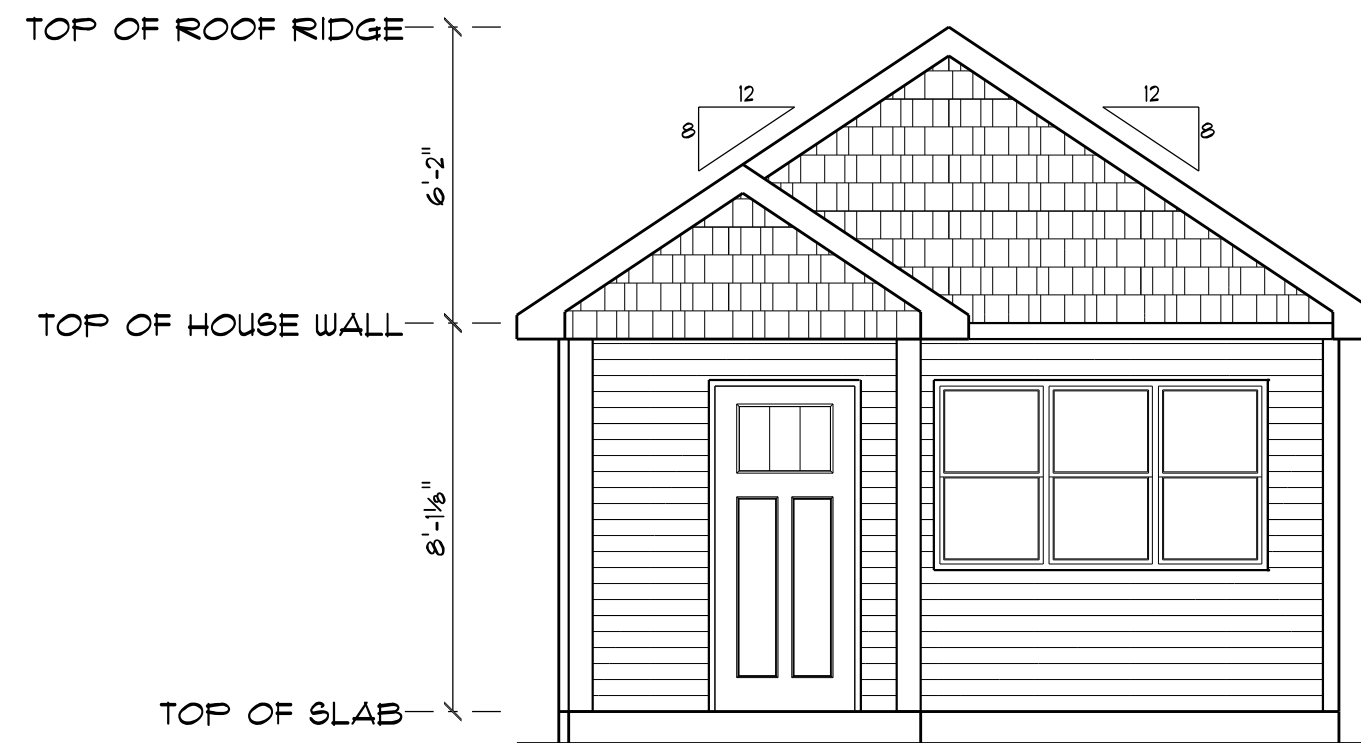 TOP OF ROOF RIDGE
12
12
8
8
6'-2"
TOP OF HOUSE WALL
8'-1⅛"
TOP OF SLAB